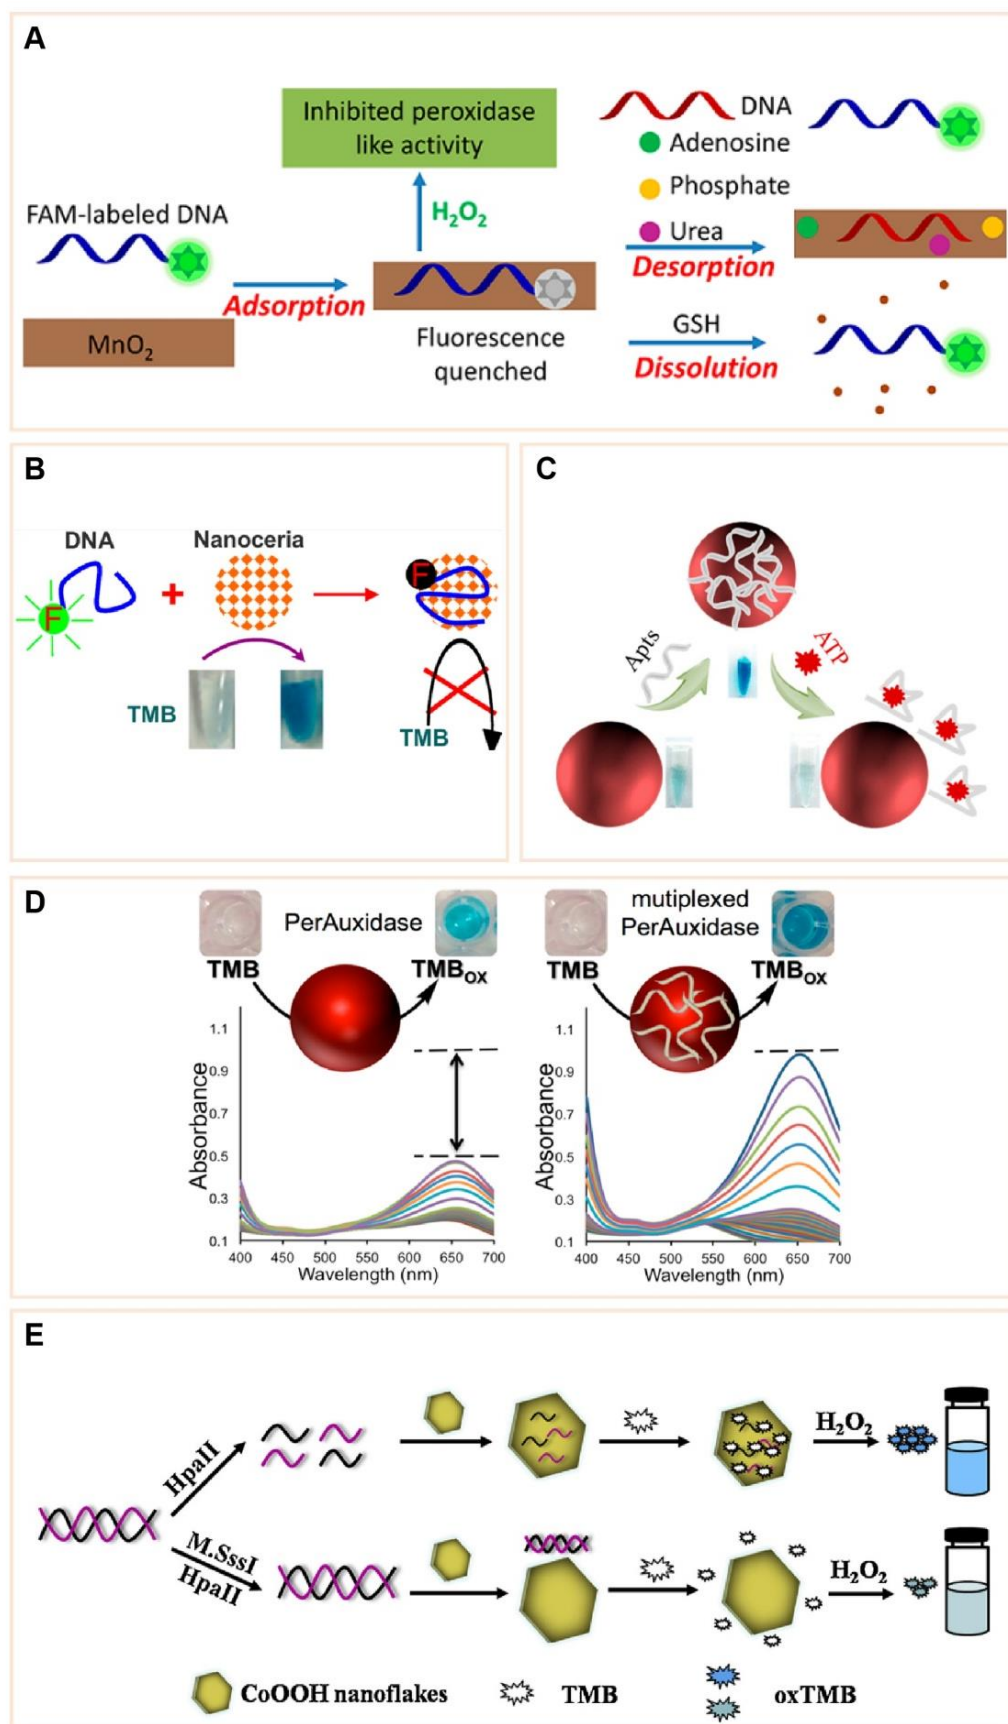 A
Inhibited peroxidase
like activity
H₂O₂
DNA
Adenosine
Phosphate
Urea
Desorption
FAM-labeled DNA
Adsorption
MnO₂
Fluorescence
quenched
GSH
Dissolution
B
DNA
Nanoceria
F
+
F
TMB
TMB
C
Apts
ATP
D
PerAuxidase
TMB
TMBOX
1.1
0.9
0.7
0.5
0.3
0.1
Absorbance
400 450 500 550 600 650 700
Wavelength (nm)
mutiplexed
PerAuxidase
TMB
TMBOX
1.1
0.9
0.7
0.5
0.3
0.1
Absorbance
400 450 500 550 600 650 700
Wavelength (nm)
E
HpaII
H₂O₂
M.SssI
HpaII
H₂O₂
CoOOH nanoflakes
TMB
oxTMB